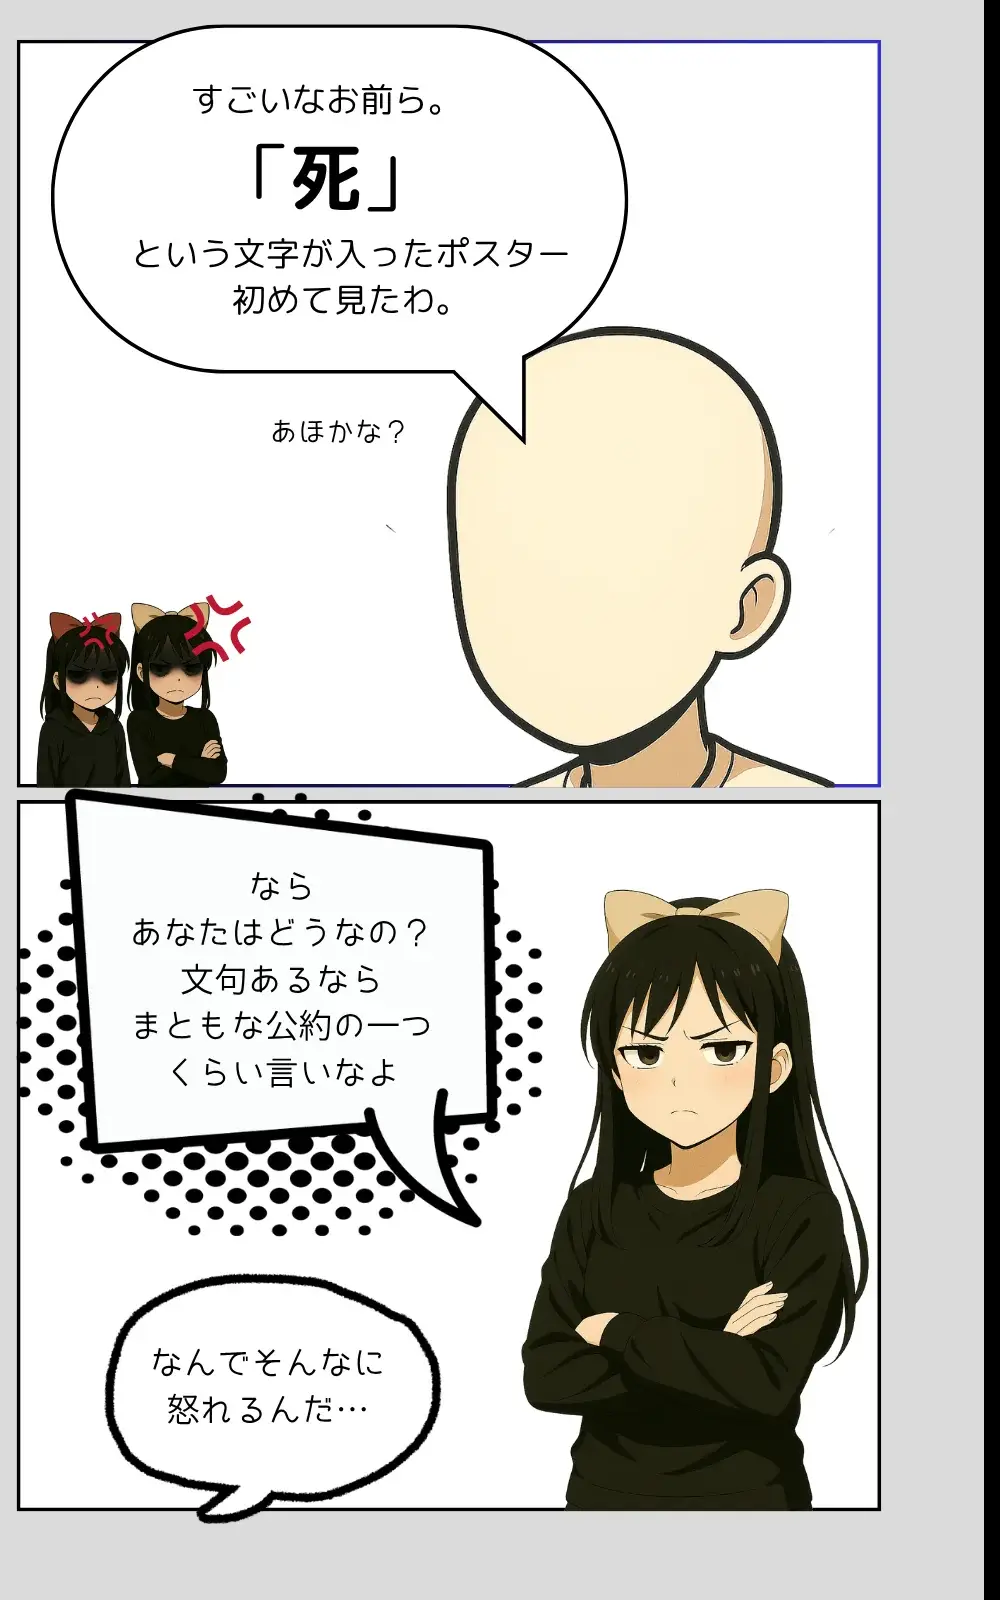 すごいなお前ら。
「死」
という文字が入ったポスター
初めて見たわ。
あほかな？
なら
あなたはどうなの？
文句あるなら
まともな公約の一つ
くらい言いなよ
なんでそんなに
怒れるんだ…